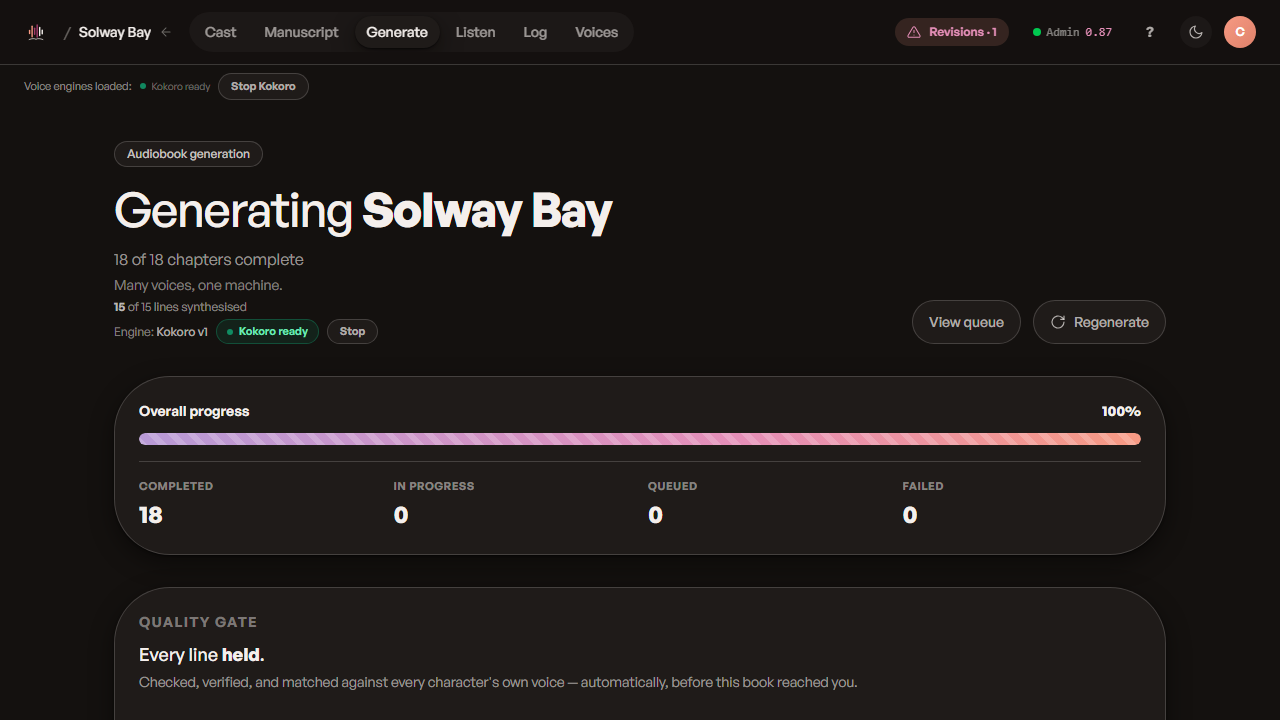 / Solway Bay ← Cast Manuscript Generate Listen Log Voices Revisions · 1 Admin 0.87 ? C
Voice engines loaded: Kokoro ready Stop Kokoro
Audiobook generation
Generating Solway Bay
18 of 18 chapters complete
Many voices, one machine.
15 of 15 lines synthesised
Engine: Kokoro v1 Kokoro ready Stop
View queue Regenerate
Overall progress 100%
COMPLETED IN PROGRESS QUEUED FAILED
18 0 0 0
QUALITY GATE
Every line held.
Checked, verified, and matched against every character's own voice — automatically, before this book reached you.